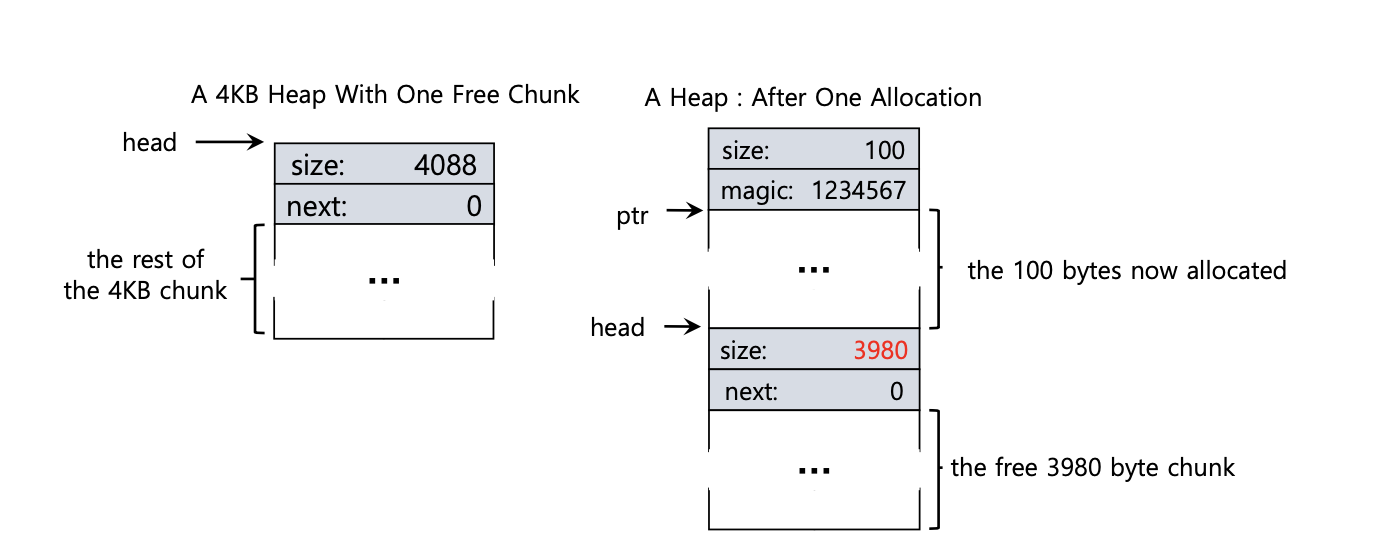 A 4KB Heap With One Free Chunk
head
size: 4088
next: 0
the rest of
the 4KB chunk
...
A Heap : After One Allocation
size: 100
magic: 1234567
ptr
...
the 100 bytes now allocated
head
size: 3980
next: 0
...
the free 3980 byte chunk